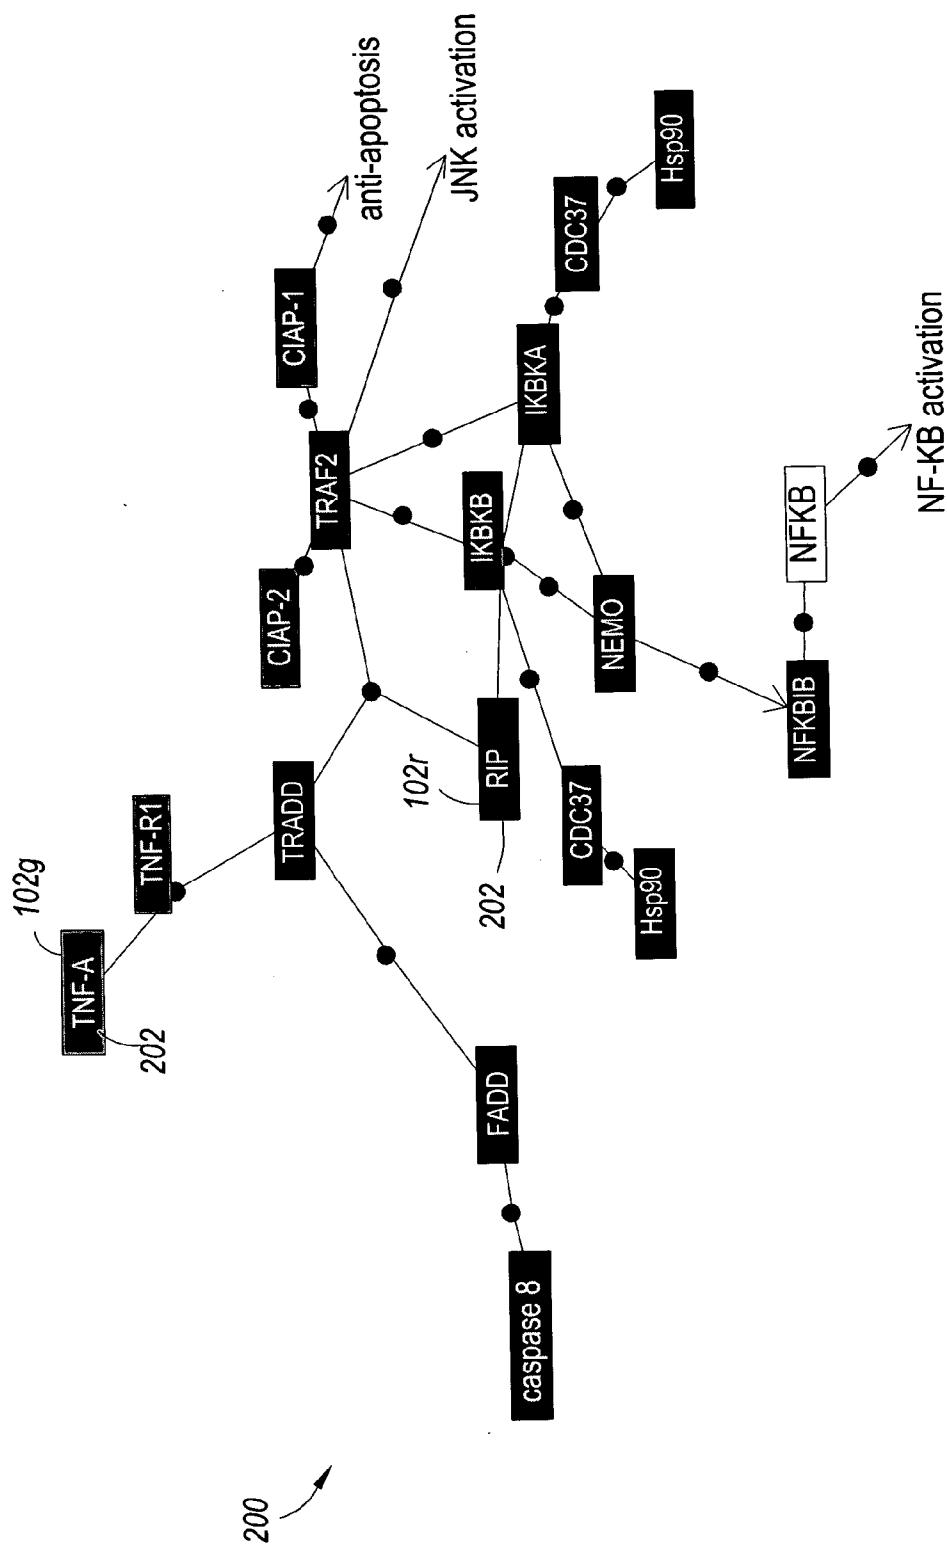 200
102g
TNF-A
202
TNF-R1
TRADD
CIAP-2
TRAF2
CIAP-1
anti-apoptosis
JNK activation
102r
RIP
202
IKBKB
IKBKA
CDC37
Hsp90
FADD
caspase 8
CDC37
Hsp90
NEMO
NFKBIB
NFKB
NF-KB activation